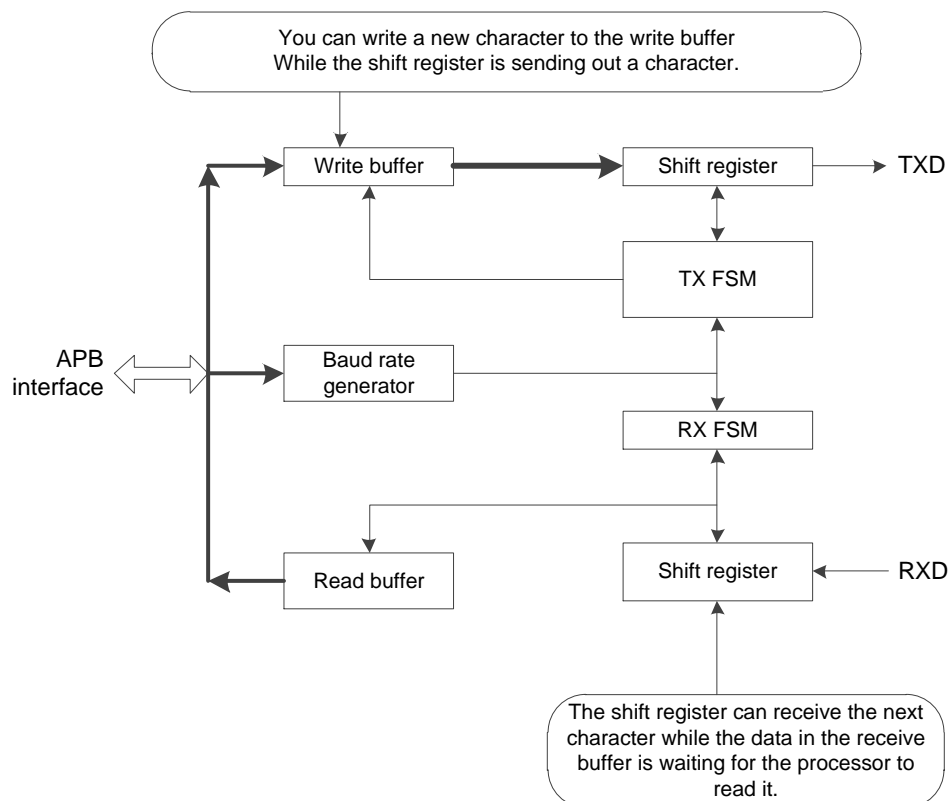 You can write a new character to the write buffer
While the shift register is sending out a character.
Write buffer
Shift register
TXD
TX FSM
APB
interface
Baud rate
generator
RX FSM
Read buffer
Shift register
RXD
The shift register can receive the next
character while the data in the receive
buffer is waiting for the processor to
read it.